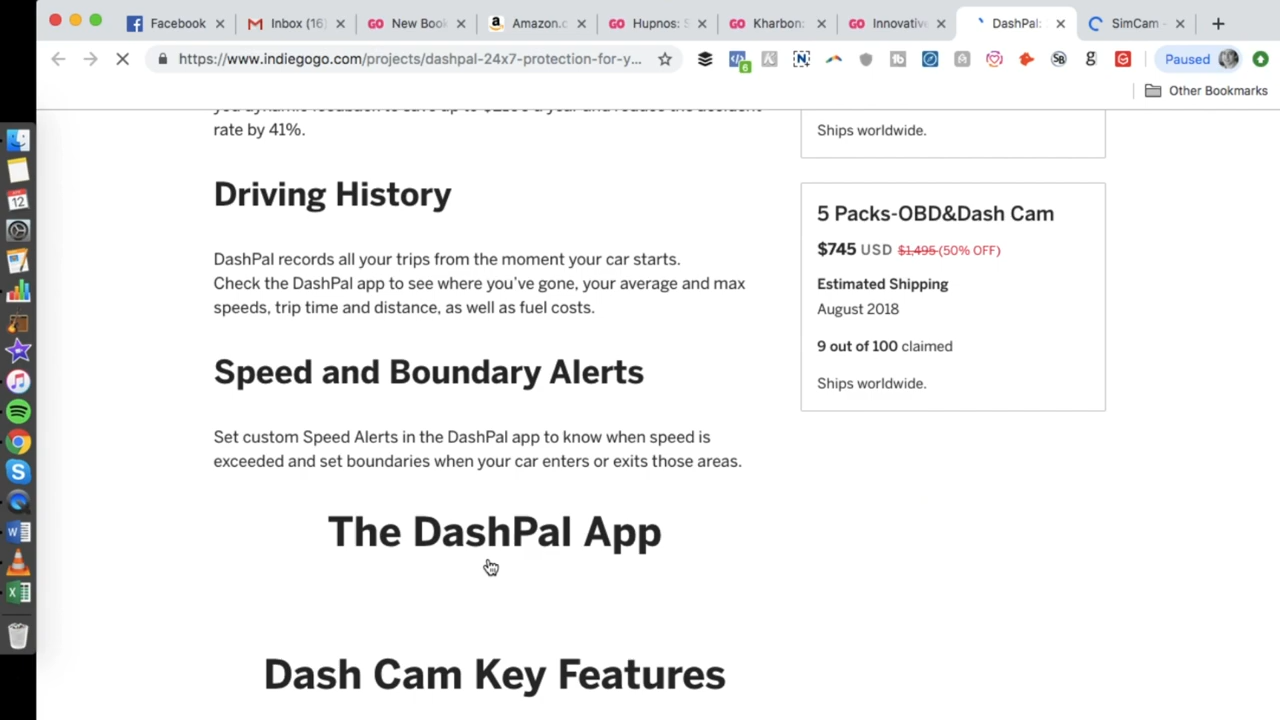 Facebook
Inbox (16)
New Book
Amazon.c
Hupnos: S
Kharbon:
Innovative
DashPal:
SimCam -
https://www.indiegogo.com/projects/dashpal-24x7-protection-for-y...
6
Paused
Other Bookmarks
rate by 41%.
Driving History
DashPal records all your trips from the moment your car starts.
Check the DashPal app to see where you've gone, your average and max
speeds, trip time and distance, as well as fuel costs.
Speed and Boundary Alerts
Set custom Speed Alerts in the DashPal app to know when speed is
exceeded and set boundaries when your car enters or exits those areas.
The DashPal App
Dash Cam Key Features
Ships worldwide.
5 Packs-OBD&Dash Cam
$745 USD $1,495 (50% OFF)
Estimated Shipping
August 2018
9 out of 100 claimed
Ships worldwide.